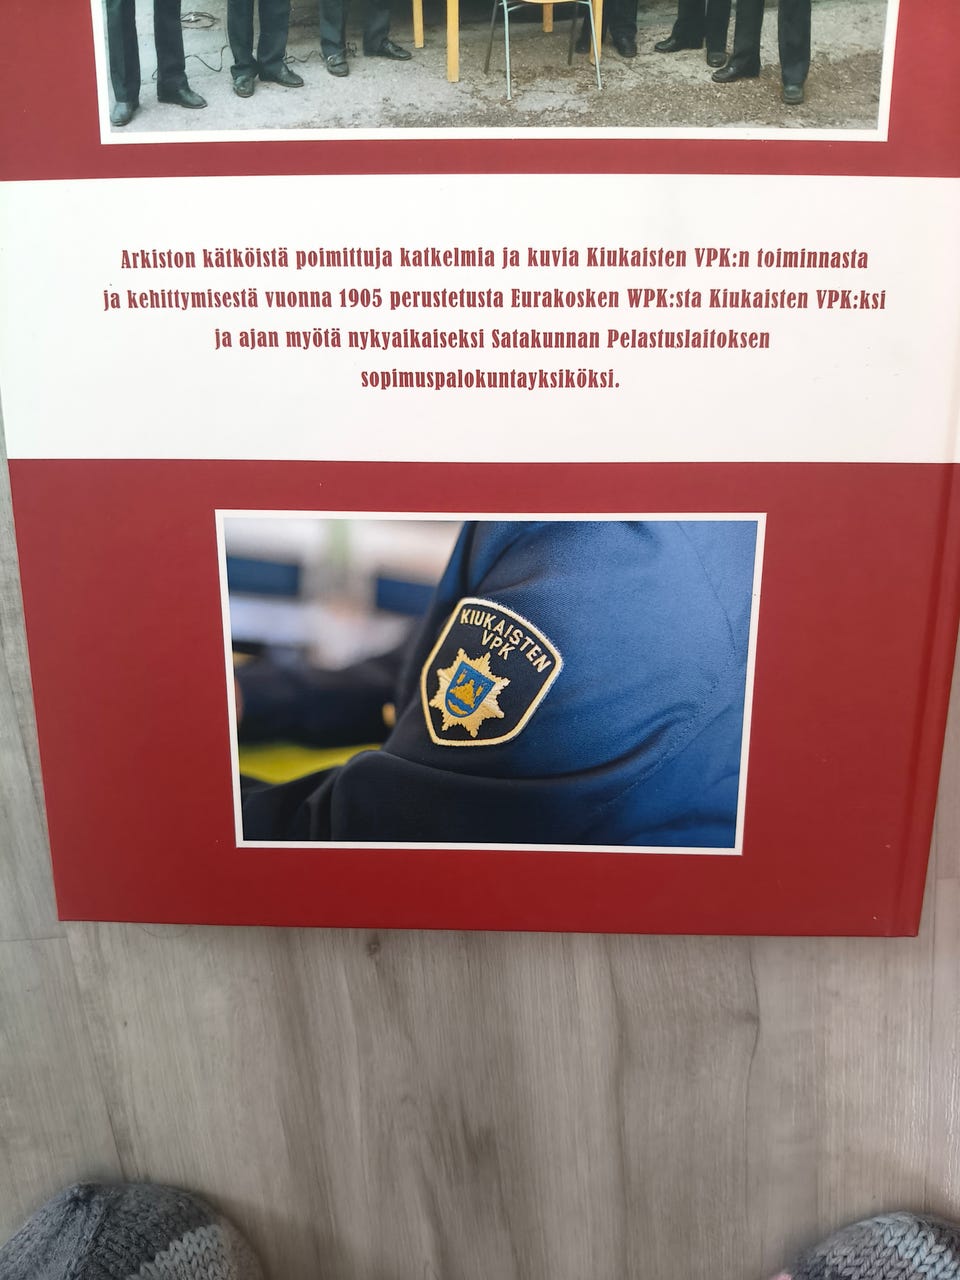 Arkiston kätköistä poimittuja katkelmia ja kuvia Kiukaisten VPK:n toiminnasta
ja kehittymisestä vuonna 1905 perustetusta Eurakosken WPK:sta Kiukaisten VPK:ksi
ja ajan myötä nykyaikaiseksi Satakunnan Pelastuslaitoksen
sopimuspalokuntayksiköksi.
KIUKAISTEN
VPK